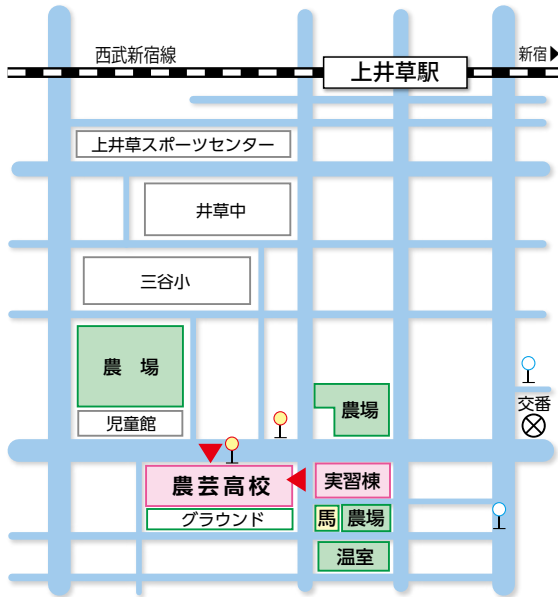 西武新宿線
新宿
上井草駅
上井草スポーツセンター
井草中
三谷小
農 場
農場
児童館
交番
農芸高校
実習棟
グラウンド
馬
農場
温室